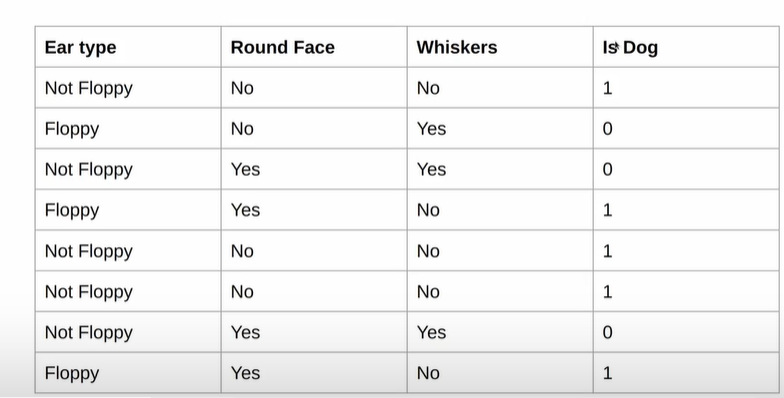 Ear type Round Face Whiskers Is Dog
Not Floppy No No 1
Floppy No Yes 0
Not Floppy Yes Yes 0
Floppy Yes No 1
Not Floppy No No 1
Not Floppy No No 1
Not Floppy Yes Yes 0
Floppy Yes No 1